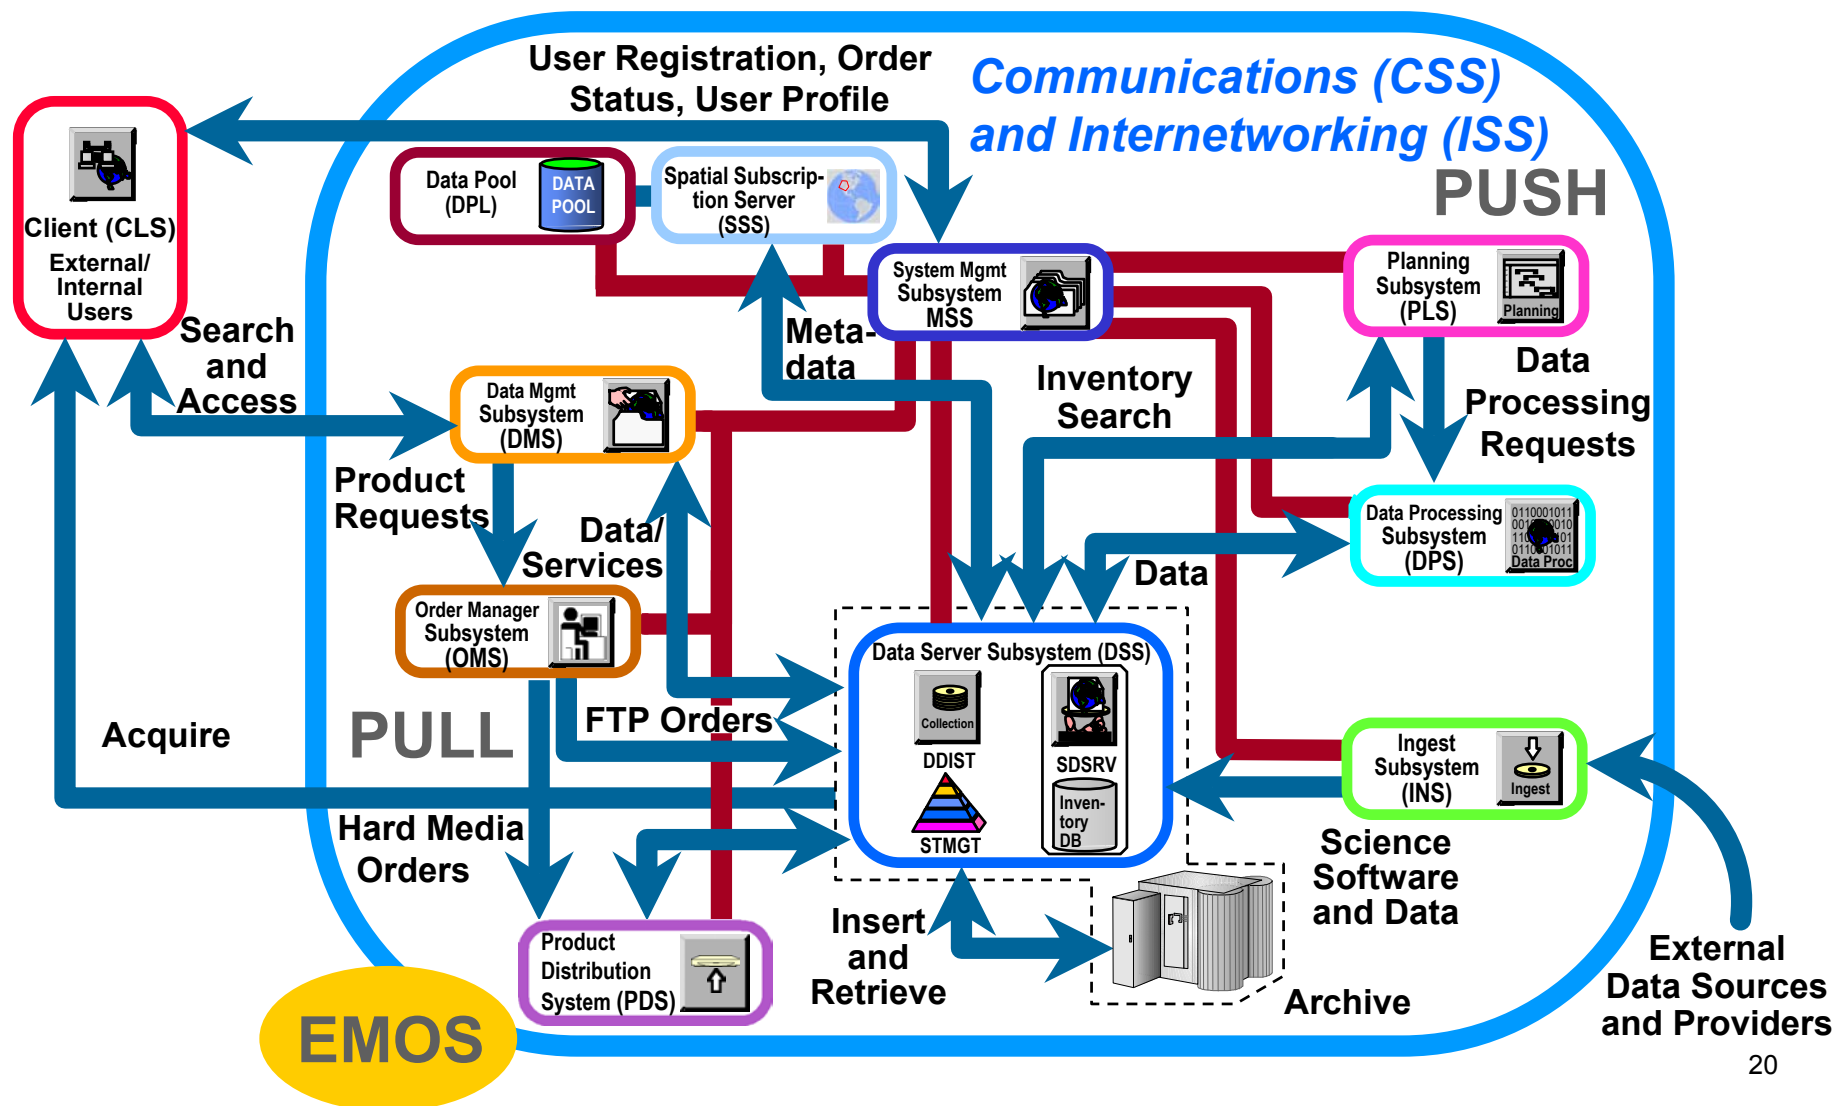 User Registration, Order
Status, User Profile
Communications (CSS)
and Internetworking (ISS)
PUSH
Client (CLS)
External/
Internal
Users
Data Pool
(DPL)
DATA
POOL
Spatial Subscrip-
tion Server
(SSS)
System Mgmt
Subsystem
MSS
Planning
Subsystem
(PLS)
Planning
Search
and
Access
Meta-
data
Inventory
Search
Data
Processing
Requests
Data Mgmt
Subsystem
(DMS)
Product
Requests
Data/
Services
Data
Data Processing
Subsystem
(DPS)
0110001011
Data Proc
Order Manager
Subsystem
(OMS)
Data Server Subsystem (DSS)
Collection
DDIST
SDSRV
STMGT
Inven-
tory
DB
PULL
FTP Orders
Acquire
Ingest
Subsystem
(INS)
Ingest
Hard Media
Orders
Science
Software
and Data
Insert
and
Retrieve
Archive
Product
Distribution
System (PDS)
EMOS
External
Data Sources
and Providers
20